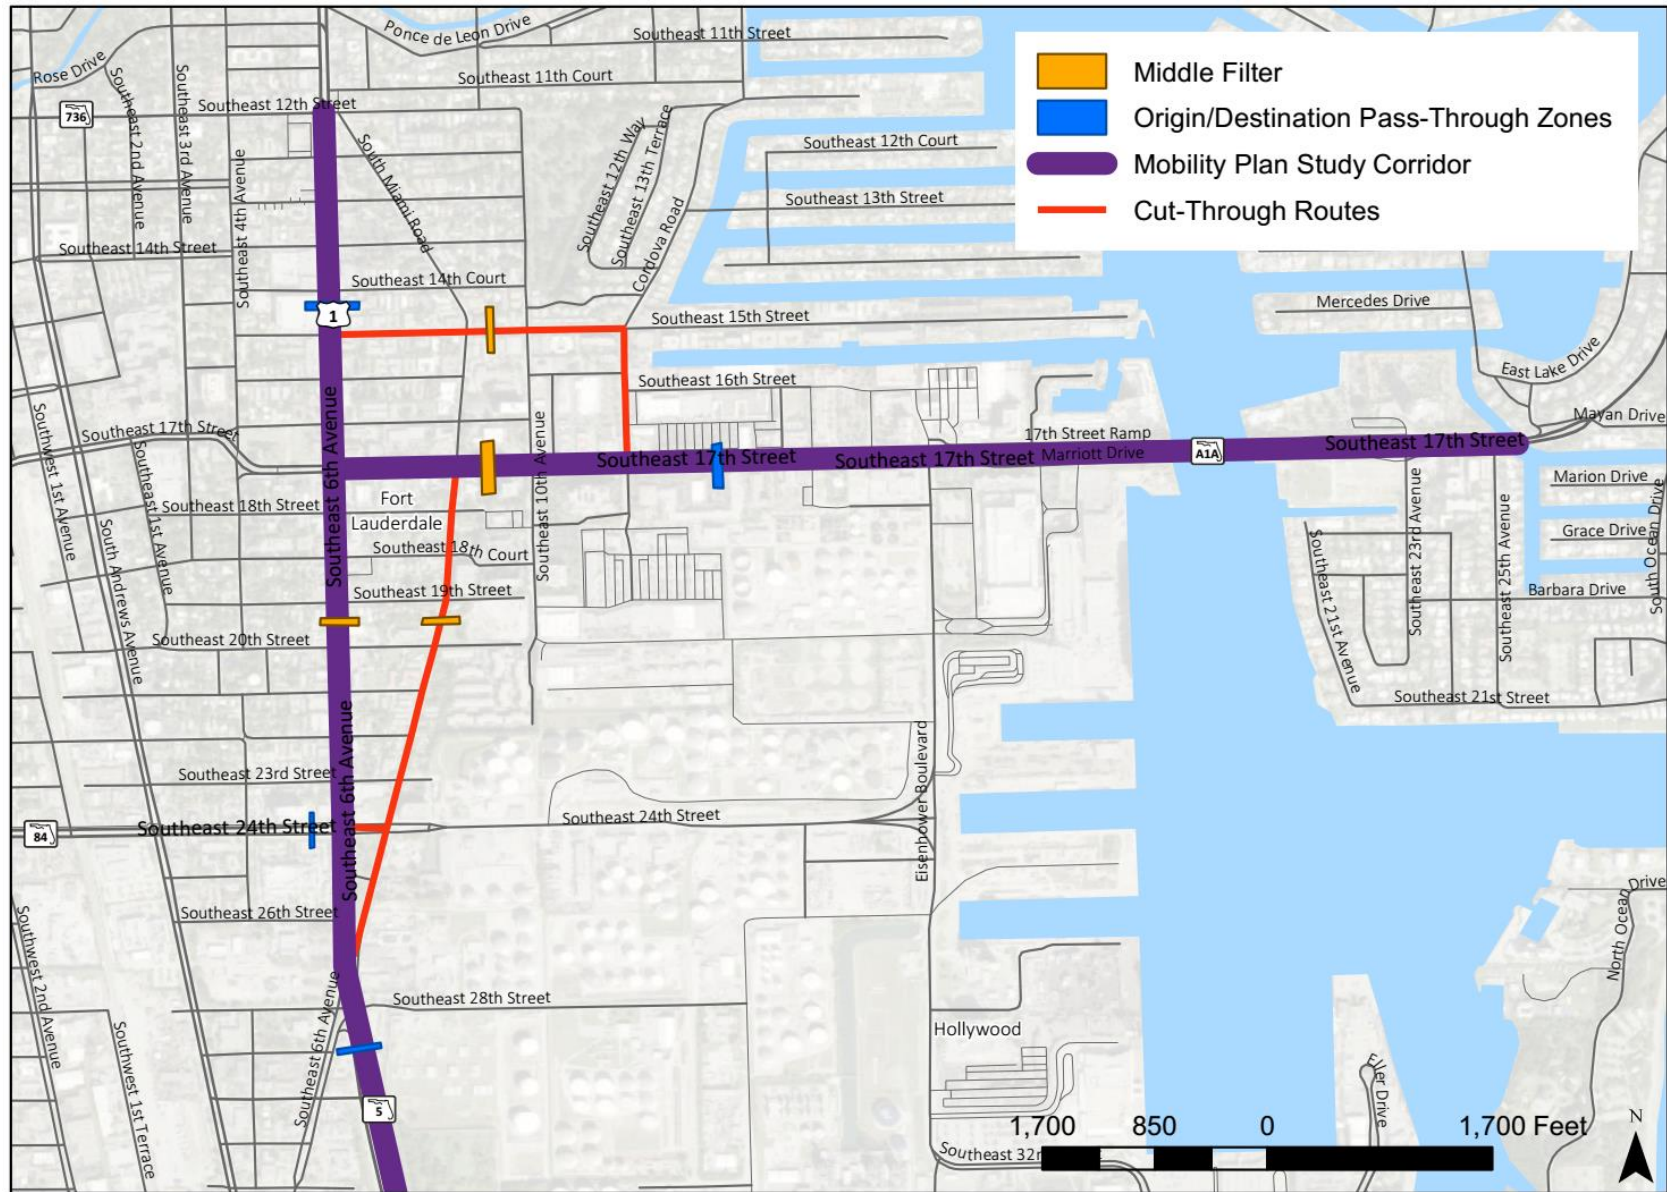 Middle Filter
Origin/Destination Pass-Through Zones
Mobility Plan Study Corridor
Cut-Through Routes
Ponce de Leon Drive
Southeast 11th Street
Rose Drive
Southeast 11th Court
736
Southeast 12th Street
Southeast 2nd Avenue
Southeast 3rd Avenue
Southeast 4th Avenue
South Miami Road
Southeast 12th Way
Southeast 13th Terrace
Cordova Road
Southeast 12th Court
Southeast 13th Street
Southeast 14th Street
Southeast 14th Court
1
Southeast 15th Street
Mercedes Drive
East Lake Drive
Southeast 16th Street
Mayan Drive
Southeast 17th Street
Southwest 1st Avenue
Southeast 1st Avenue
Southeast 6th Avenue
Southeast 10th Avenue
17th Street Ramp
Southeast 17th Street
Southeast 17th Street
Marriott Drive
A1A
Southeast 17th Street
Southeast 18th Street
Fort
Lauderdale
Southeast 18th Court
Marion Drive
Grace Drive
South Ocean Drive
Southeast 19th Street
Southeast 21st Avenue
Southeast 23rd Avenue
Southeast 25th Avenue
Barbara Drive
Southeast 20th Street
South Andrews Avenue
Southeast 21st Street
Southeast 6th Avenue
Southeast 23rd Street
Eisenhower Boulevard
84
Southeast 24th Street
Southeast 24th Street
Southeast 26th Street
Southwest 2nd Avenue
North Ocean Drive
Southeast 28th Street
Southeast 6th Avenue
Hollywood
Southwest 1st Terrace
5
Eller Drive
1,700
850
0
1,700 Feet
N